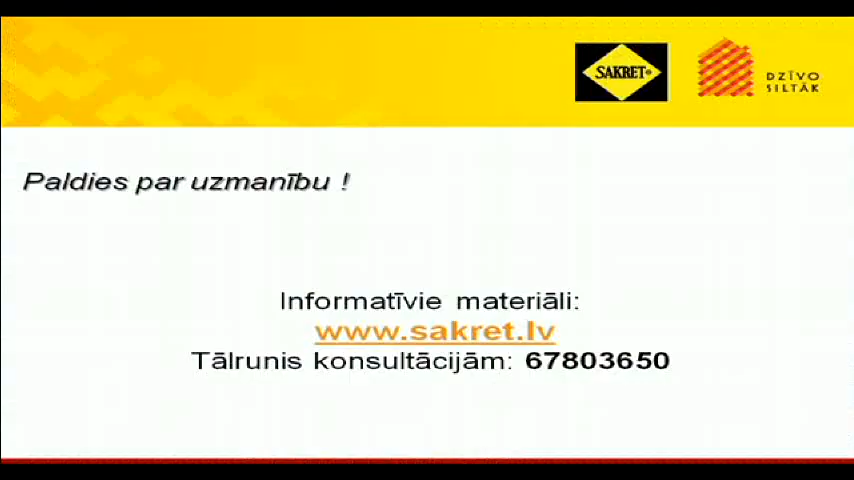 SAKRET
DZĪVO
SILTĀK
Paldies par uzmanību !
Informatīvie materiāli:
www.sakret.lv
Tālrunis konsultācijām: 67803650